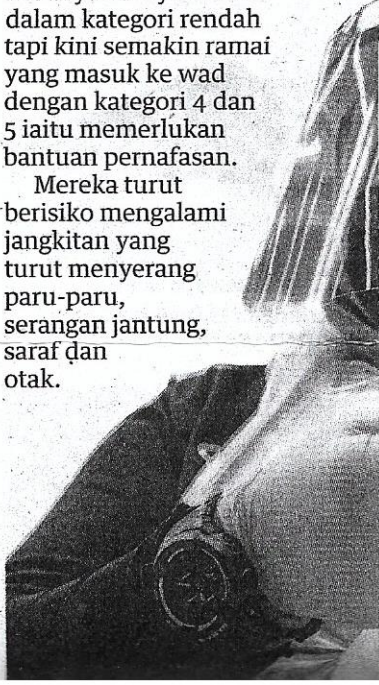 dalam kategori rendah
tapi kini semakin ramai
yang masuk ke wad
dengan kategori 4 dan
5 iaitu memerlukan
bantuan pernafasan.
Mereka turut
berisiko mengalami
jangkitan yang
turut menyerang
paru-paru,
serangan jantung,
saraf dan
otak.